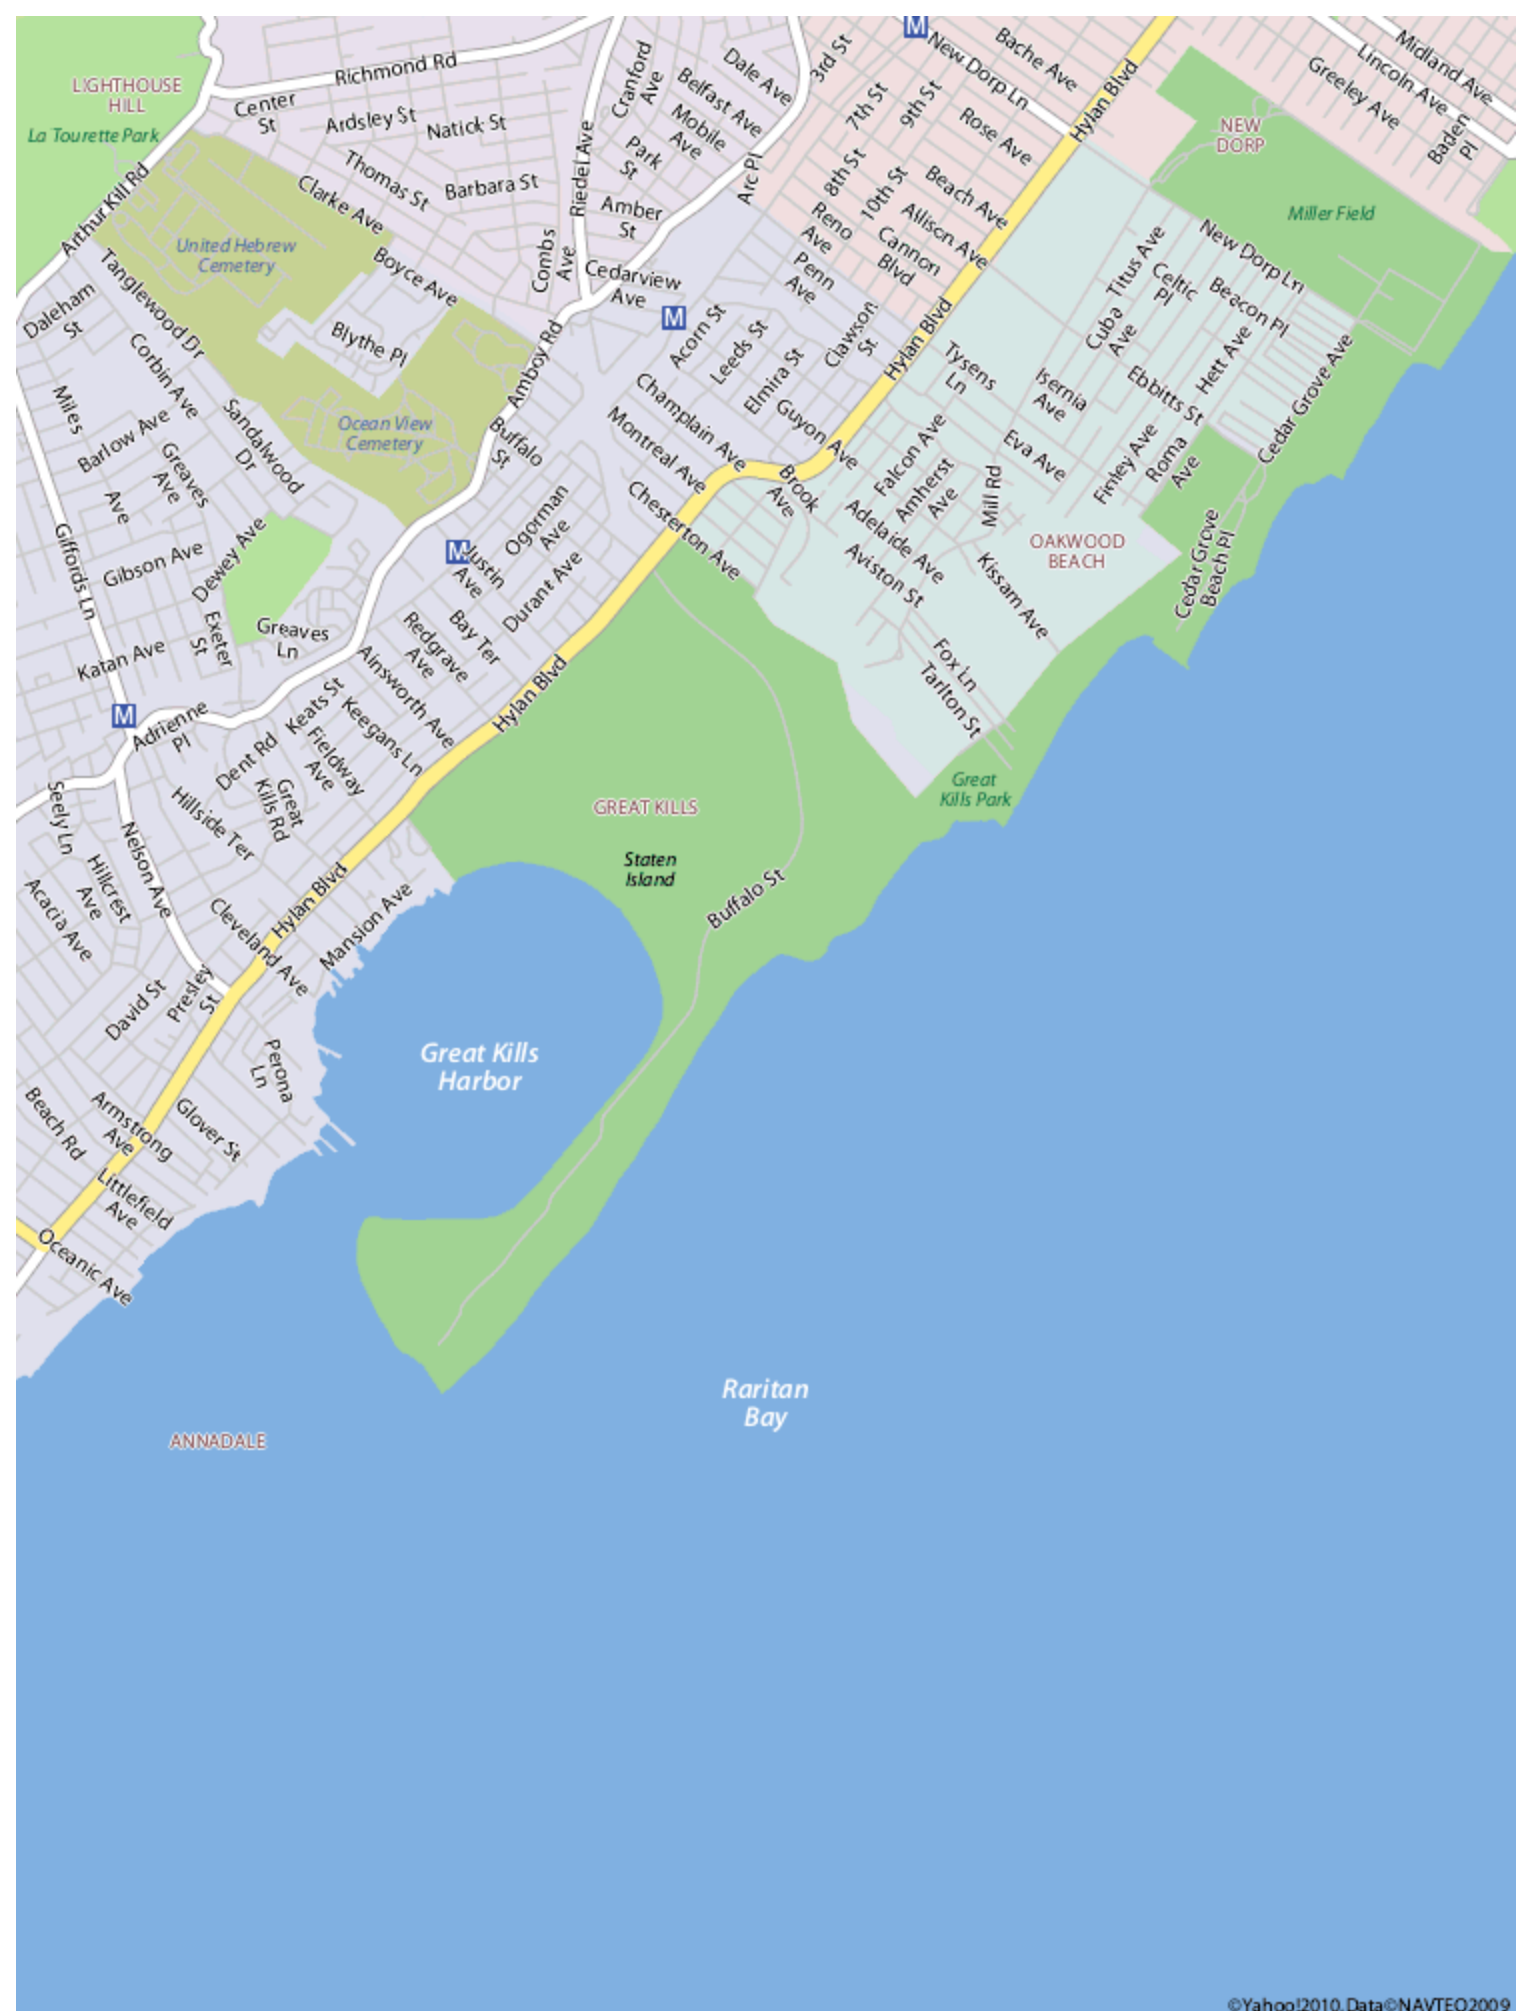 M
Richmond Rd
LIGHTHOUSE
HILL
La Tourette Park
Center
St
Ardsley St
Natick St
Cranford
Ave
Dale Ave
Belfast Ave
Mobile
Ave
Park
St
3rd St
7th St
9th St
New Dorp Ln
Bache Ave
Rose Ave
Hylan Blvd
Midland Ave
Lincoln Ave
Greeley Ave
Baden
Pl
NEW
DORP
Miller Field
Arthur Kill Rd
Thomas St
Barbara St
Clarke Ave
Riedel Ave
Amber
St
Arc Pl
8th St
10th St
Beach Ave
Allison Ave
Reno
Ave
Cannon
Blvd
Penn
Ave
United Hebrew
Cemetery
Boyce Ave
Combs
Ave
Cedarview
Ave
M
Titus Ave
New Dorp Ln
Celtic
Pl
Beacon Pl
Cuba
Ave
Hett Ave
Daleham
St
Tanglewood Dr
Corbin Ave
Blythe Pl
Amboy Rd
Acorn St
Leeds St
Elmira St
Clawson
St
Hylan Blvd
Tysens
Ln
Isernia
Ave
Ebbitts St
Cedar Grove Ave
Miles
Ave
Barlow Ave
Greaves
Ave
Sandalwood
Dr
Ocean View
Cemetery
Buffalo
St
Champlain Ave
Montreal Ave
Guyon Ave
Brook
Ave
Falcon Ave
Amherst
Ave
Eva Ave
Mill Rd
Finley Ave
Roma
Ave
Giffords Ln
Gibson Ave
Dewey Ave
M
Justin
Ave
Ogorman
Ave
Durant Ave
Chesterton Ave
Adelaide Ave
Aviston St
Kissam Ave
OAKWOOD
BEACH
Cedar Grove
Beach Pl
Exeter
St
Greaves
Ln
Katan Ave
Bay Ter
Redgrave
Ave
Ainsworth Ave
Hylan Blvd
Fox Ln
Tarlton St
M
Adrienne
Pl
Keats St
Keegans Ln
Dent Rd
Fieldway
Ave
Great
Kills Rd
Hillside Ter
Seely Ln
Nelson Ave
Hillcrest
Ave
Acacia Ave
GREAT KILLS
Staten
Island
Great
Kills Park
Buffalo St
Hylan Blvd
Mansion Ave
Cleveland Ave
David St
Presley
St
Perona
Ln
Great Kills
Harbor
Beach Rd
Armstrong
Ave
Glover St
Littlefield
Ave
Oceanic Ave
Raritan
Bay
ANNADALE
©Yahoo!2010, Data©NAVTEQ2009